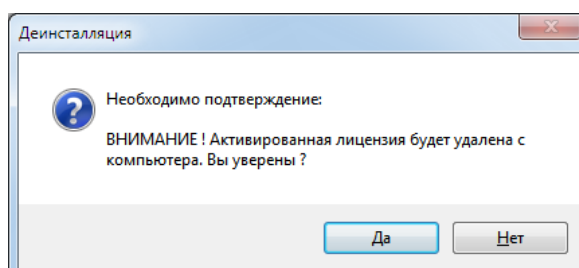 Деинсталляция
Необходимо подтверждение:
ВНИМАНИЕ ! Активированная лицензия будет удалена с
компьютера. Вы уверены ?
Да
Нет